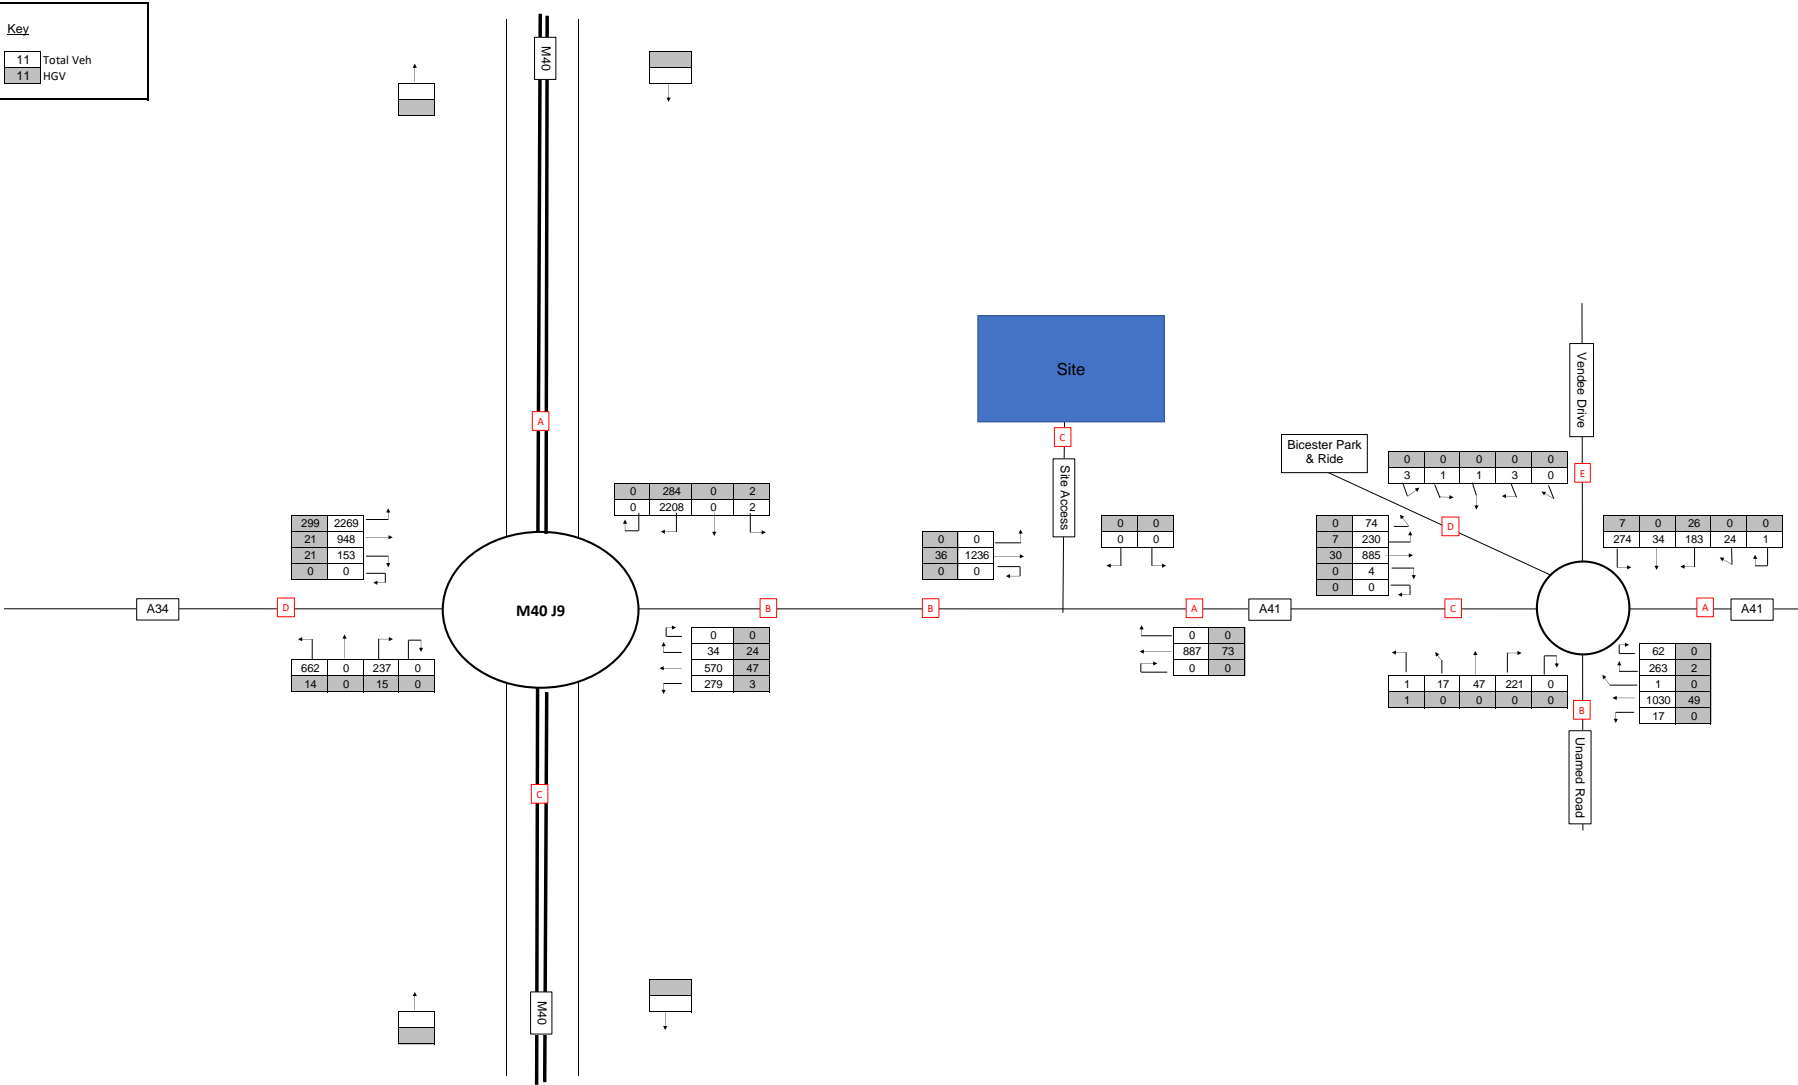 Key
11 Total Veh
11 HGV
M40
A
Site
C
Site Access
Vendee Drive
Bicester Park
& Ride
E
D
0 0 0 0 0
3 1 1 3 0
0 284 0 2
0 2208 0 2
299 2269
21 948
21 153
0 0
0 0
36 1236
0 0
0 0
0 0
0 74
7 230
30 885
0 4
0 0
7 0 26 0 0
274 34 183 24 1
A34
D
M40 J9
B
B
A
A41
C
A
A41
662 0 237 0
14 0 15 0
0 0
34 24
570 47
279 3
0 0
887 73
0 0
1 17 47 221 0
1 0 0 0 0
62 0
263 2
1 0
1030 49
17 0
B
Unamed Road
C
M40